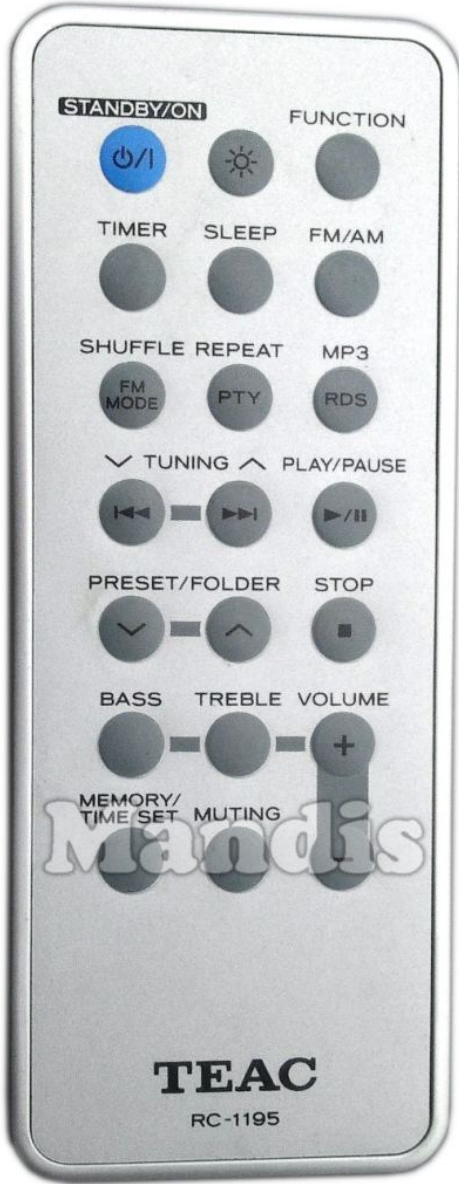 STANDBY/ON
FUNCTION
TIMER SLEEP FM/AM
SHUFFLE REPEAT MP3
FM
MODE
PTY
RDS
TUNING PLAY/PAUSE
PRESET/FOLDER STOP
BASS TREBLE VOLUME
+
MEMORY/
TIME SET MUTING
-
Mandis
TEAC
RC-1195